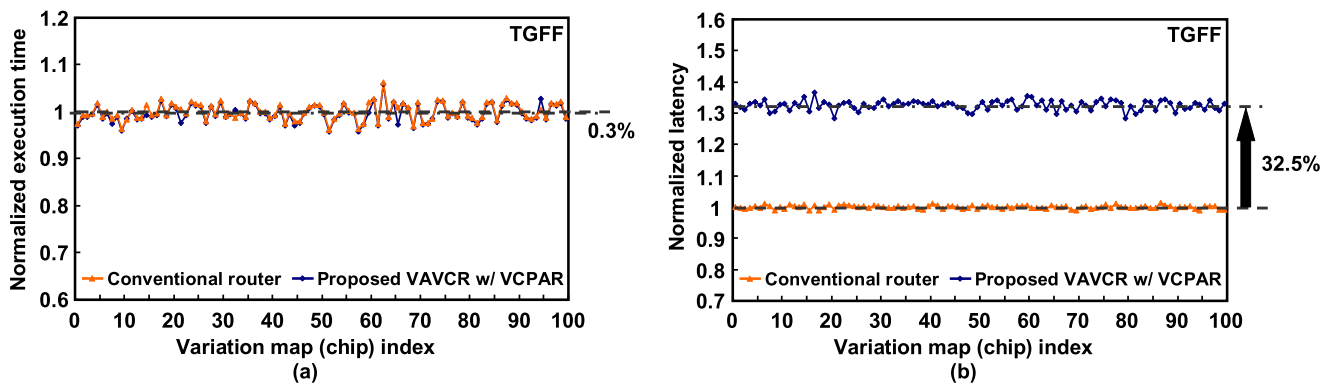 Normalized execution time
1.2
1.1
1
0.9
0.8
0.7
0.6
TGFF
0.3%
Conventional router
Proposed VAVCR w/ VCPAR
0 10 20 30 40 50 60 70 80 90 100
Variation map (chip) index
(a)
Normalized latency
1.6
1.5
1.4
1.3
1.2
1.1
1
0.9
0.8
0.7
TGFF
32.5%
Conventional router
Proposed VAVCR w/ VCPAR
0 10 20 30 40 50 60 70 80 90 100
Variation map (chip) index
(b)